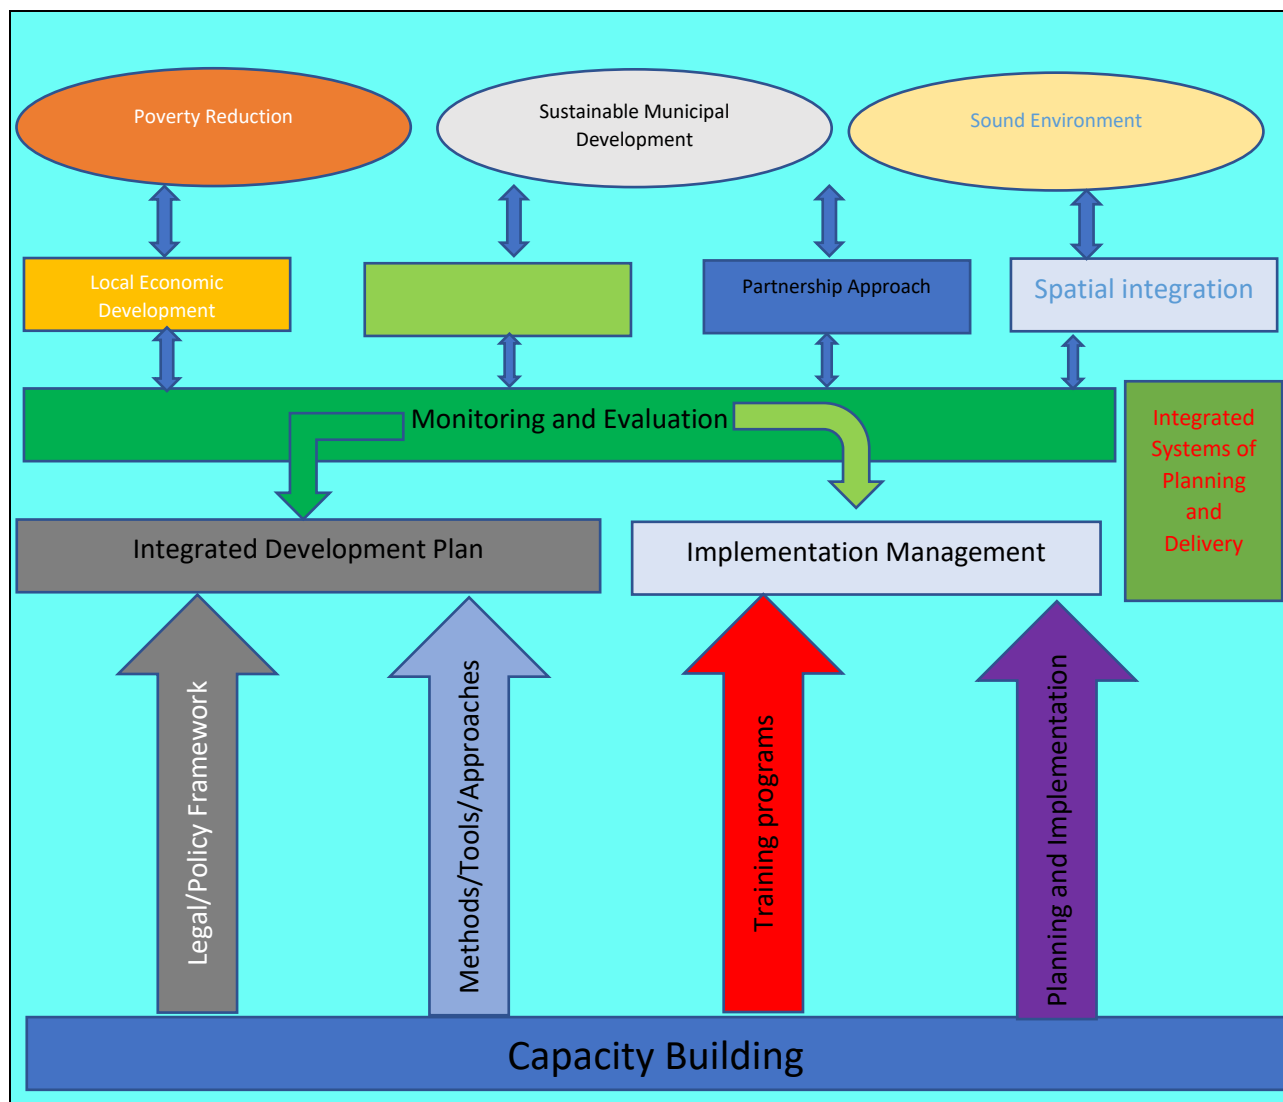 Poverty Reduction
Sustainable Municipal
Development
Sound Environment
Local Economic
Development
Partnership Approach
Spatial integration
Monitoring and Evaluation
Integrated
Systems of
Planning
and
Delivery
Integrated Development Plan
Implementation Management
Legal/Policy Framework
Methods/Tools/Approaches
Training programs
Planning and Implementation
Capacity Building